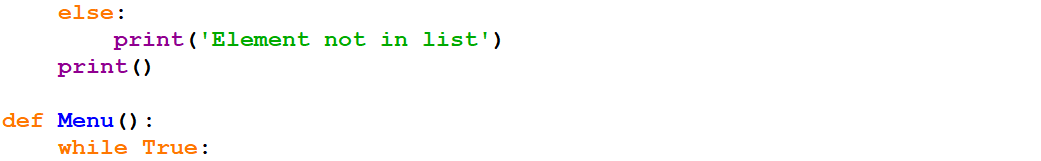 else:
        print('Element not in list')
    print()

def Menu():
    while True: